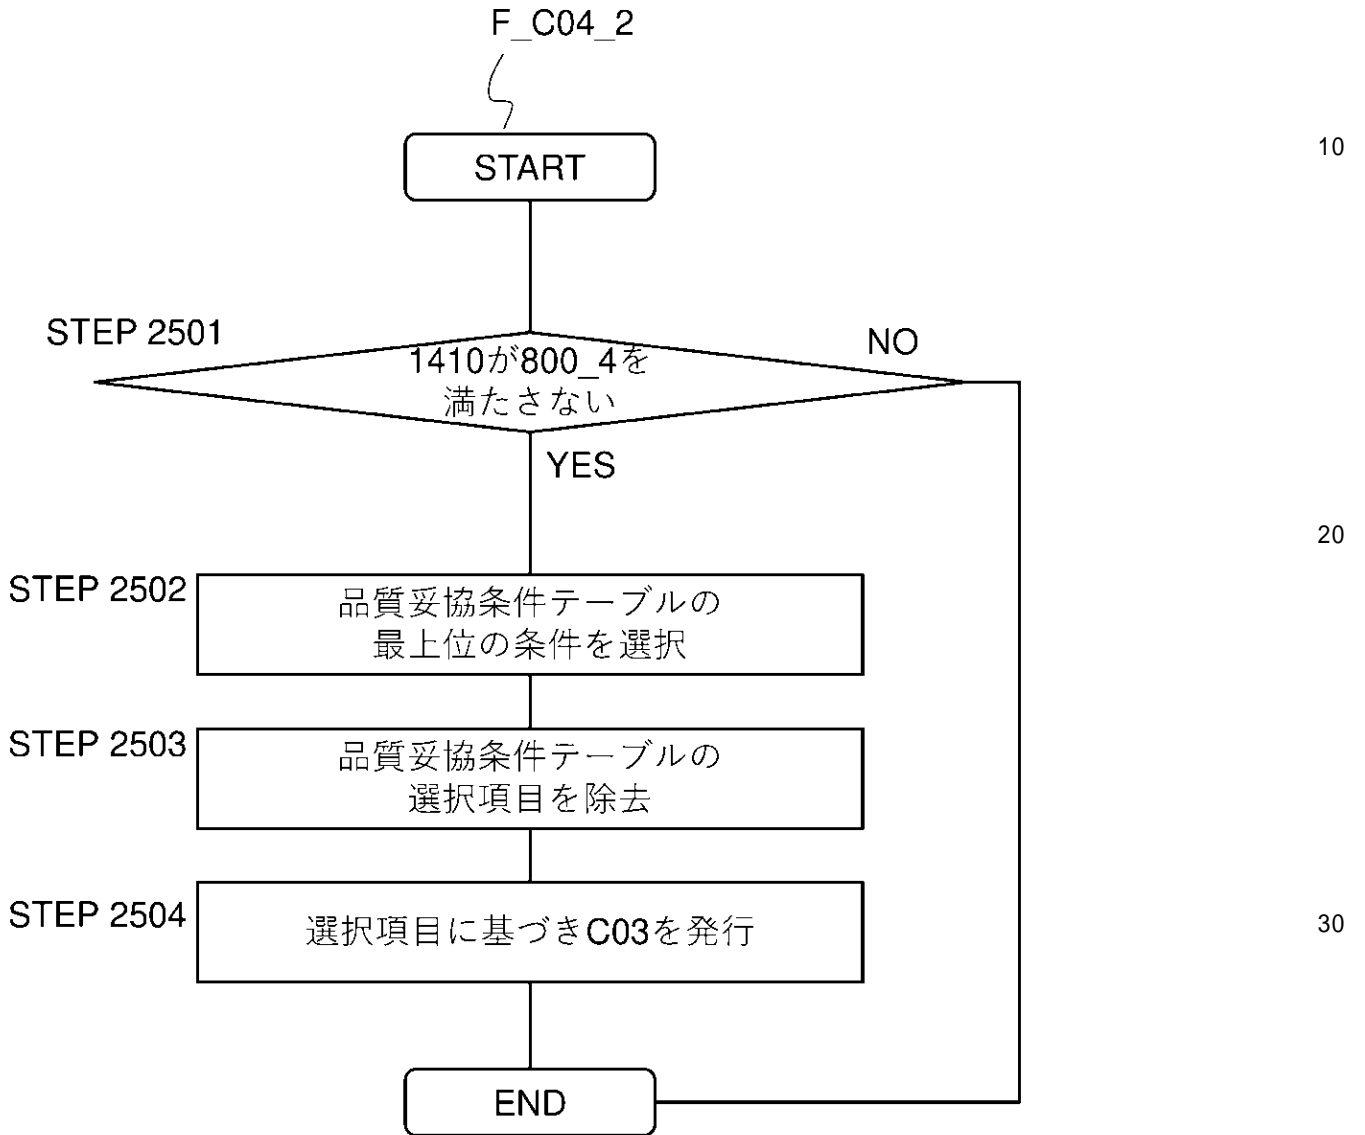 F_C04_2
START
10
STEP 2501
1410が800_4を
満たさない
NO
YES
20
STEP 2502
品質妥協条件テーブルの
最上位の条件を選択
STEP 2503
品質妥協条件テーブルの
選択項目を除去
STEP 2504
選択項目に基づきC03を発行
30
END